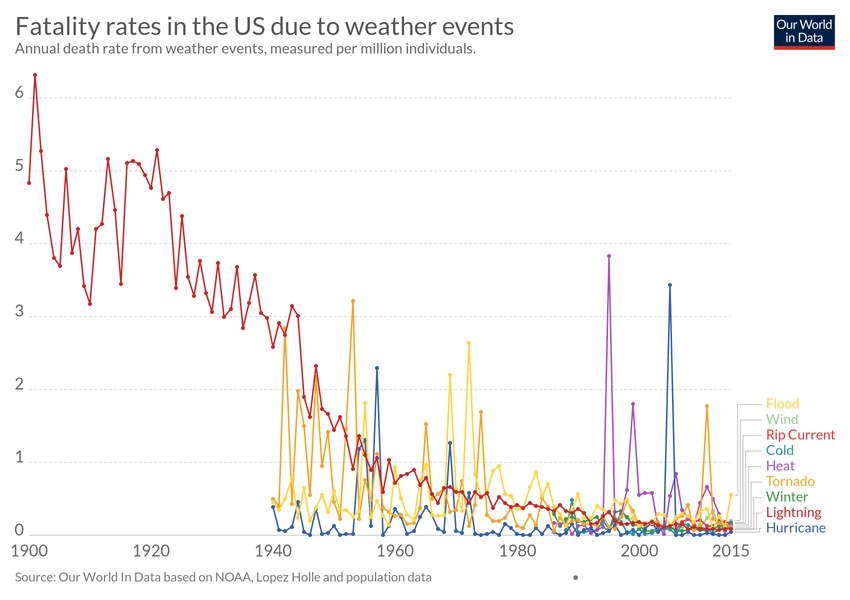 Fatality rates in the US due to weather events
Annual death rate from weather events, measured per million individuals.
Our World
in Data
6
5
4
3
2
1
0
Flood
Wind
Rip Current
Cold
Heat
Tornado
Winter
Lightning
Hurricane
1900 1920 1940 1960 1980 2000 2015
Source: Our World In Data based on NOAA, Lopez Holle and population data